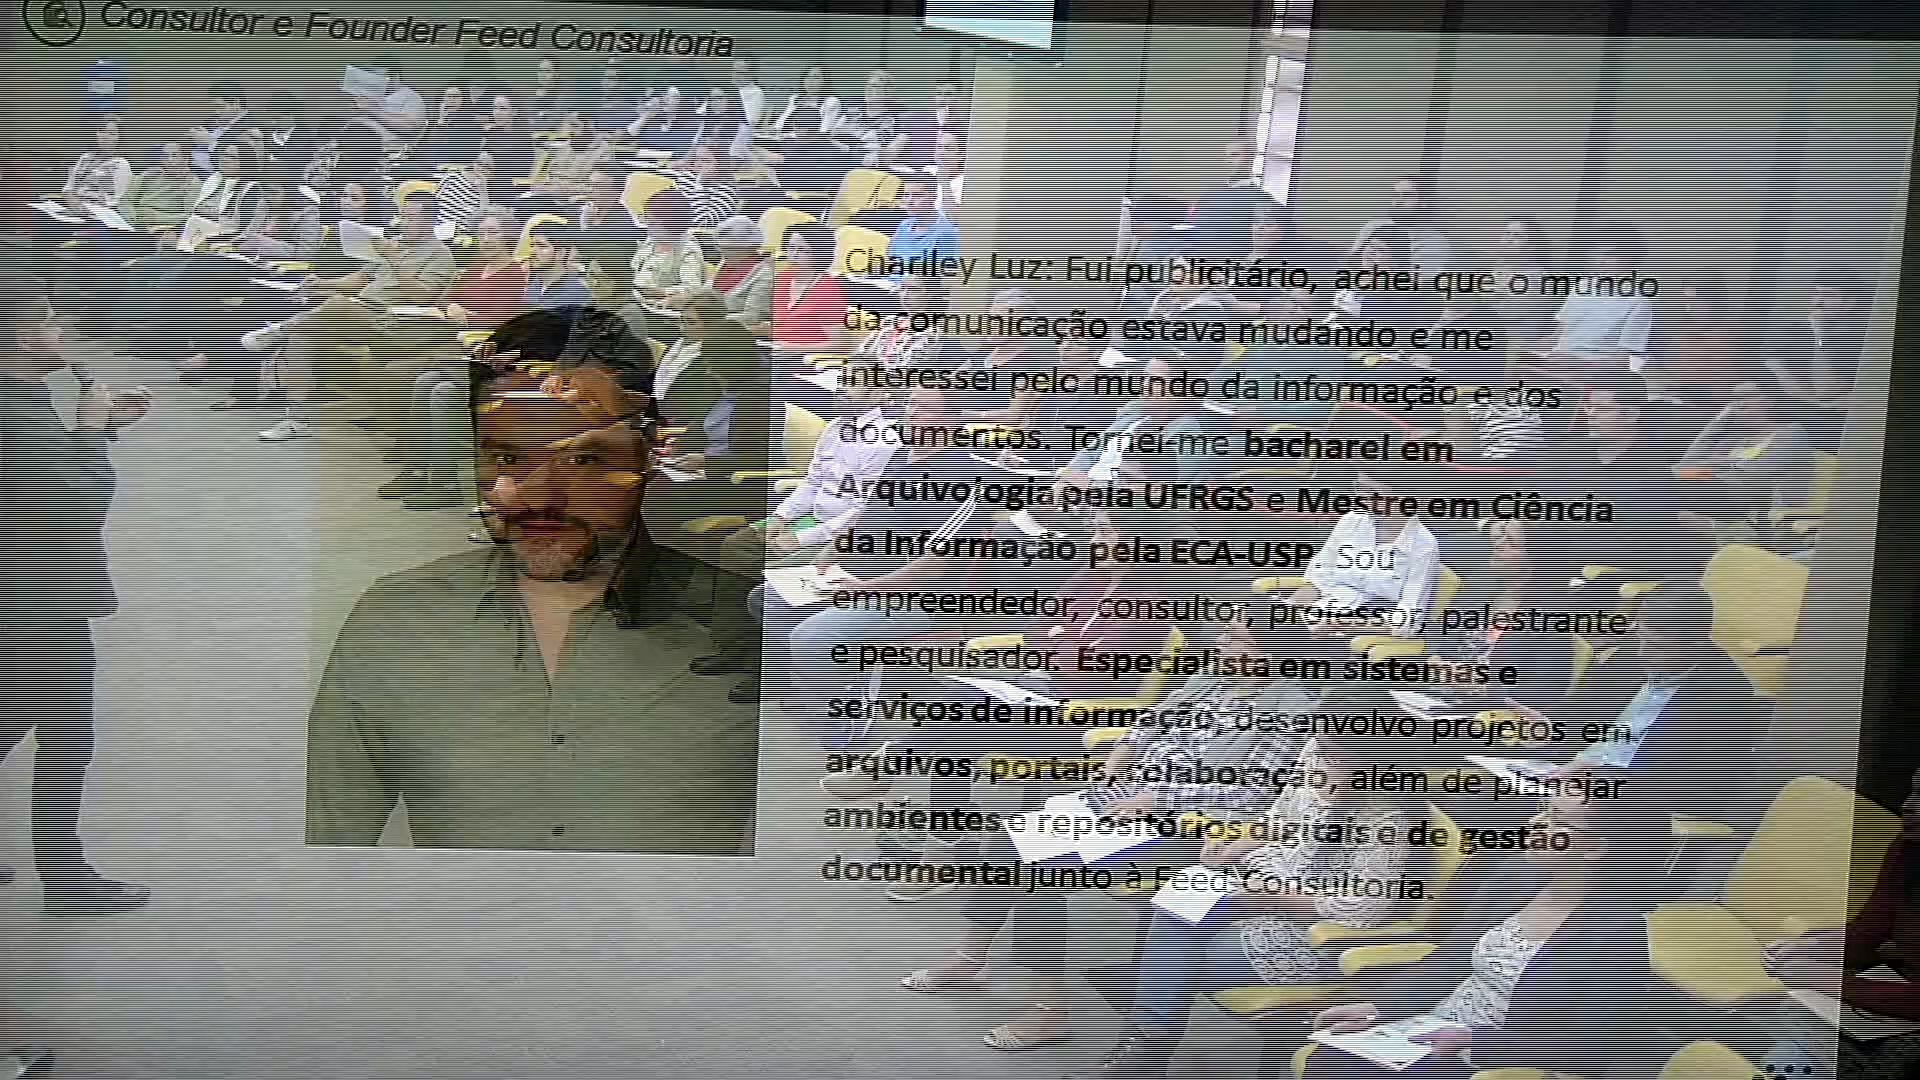 Consultor e Founder Feed Consultoria
Charlley Luz: Fui publicitário, achei que o mundo
da comunicação estava mudando e me
interessei pelo mundo da informação e dos
documentos. Tornei-me bacharel em
Arquivologia pela UFRGS e Mestre em Ciência
da Informação pela ECA-USP. Sou
empreendedor, consultor, professor, palestrante
e pesquisador. Especialista em sistemas e
serviços de informação, desenvolvo projetos em
arquivos, portais, colaboração, além de planejar
ambientes e repositórios digitais e de gestão
documental junto à Feed Consultoria.